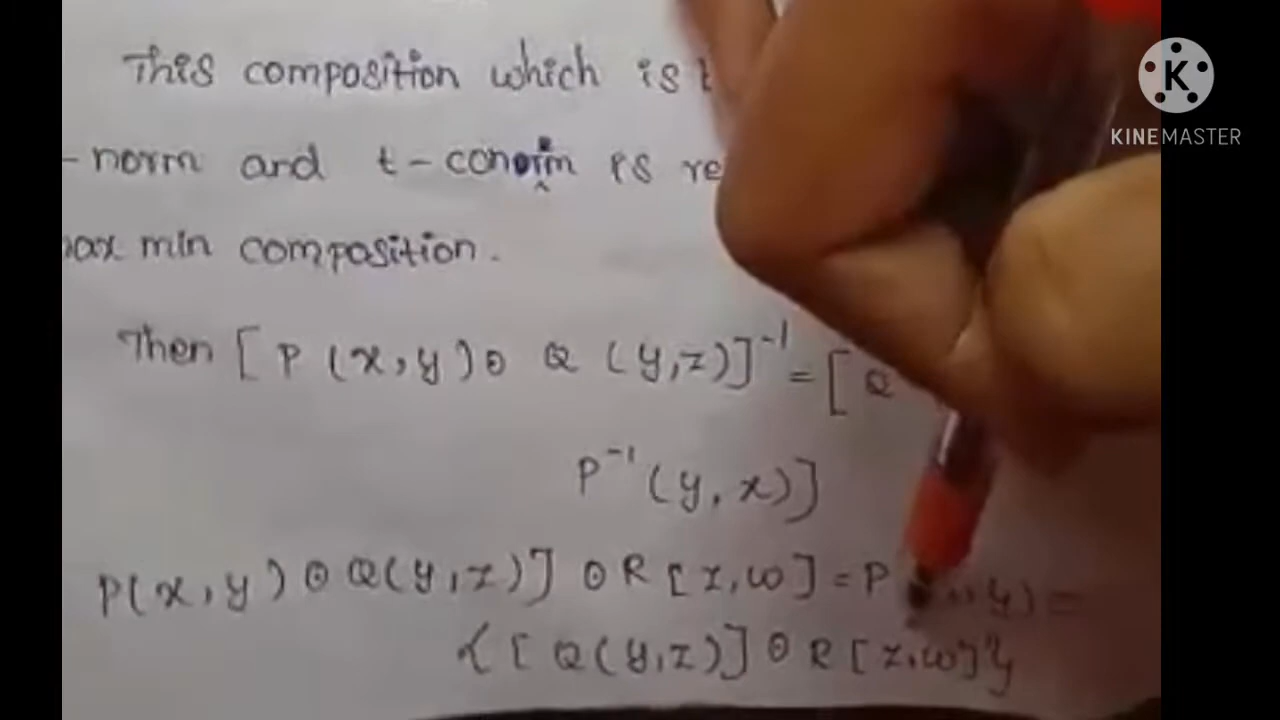 This composition which is
-norm and t-conorm is re
max min composition.
Then [ P (x, y) ⊙ Q (y,z)]⁻¹ = [ Q
P⁻¹ (y, x)]
P(x, y) ⊙ Q(y,z)] ⊙ R [z,w] = P y) =
{[ Q(y,z)] ⊙ R [z,w]}
KINEMASTER